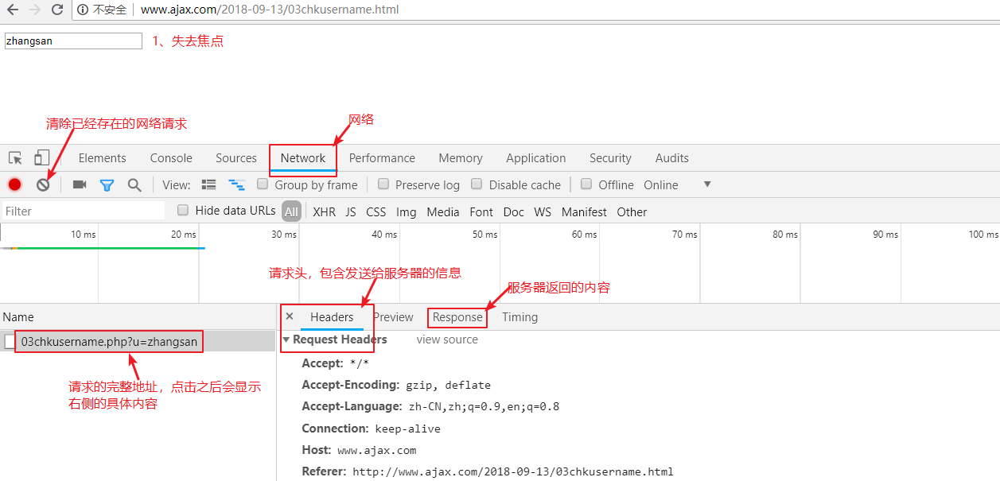 不安全 www.ajax.com/2018-09-13/03chkusername.html
zhangsan 1、失去焦点
网络
清除已经存在的网络请求
Elements Console Sources Network Performance Memory Application Security Audits
View: Group by frame Preserve log Disable cache Offline Online
Filter Hide data URLs All XHR JS CSS Img Media Font Doc WS Manifest Other
10 ms 20 ms 30 ms 40 ms 50 ms 60 ms 70 ms 80 ms 90 ms 100 ms
请求头，包含发送给服务器的信息
服务器返回的内容
Name × Headers Preview Response Timing
03chkusername.php?u=zhangsan
Request Headers view source
Accept: */*
请求的完整地址，点击之后会显示
右侧的具体内容
Accept-Encoding: gzip, deflate
Accept-Language: zh-CN,zh;q=0.9,en;q=0.8
Connection: keep-alive
Host: www.ajax.com
Referer: http://www.ajax.com/2018-09-13/03chkusername.html